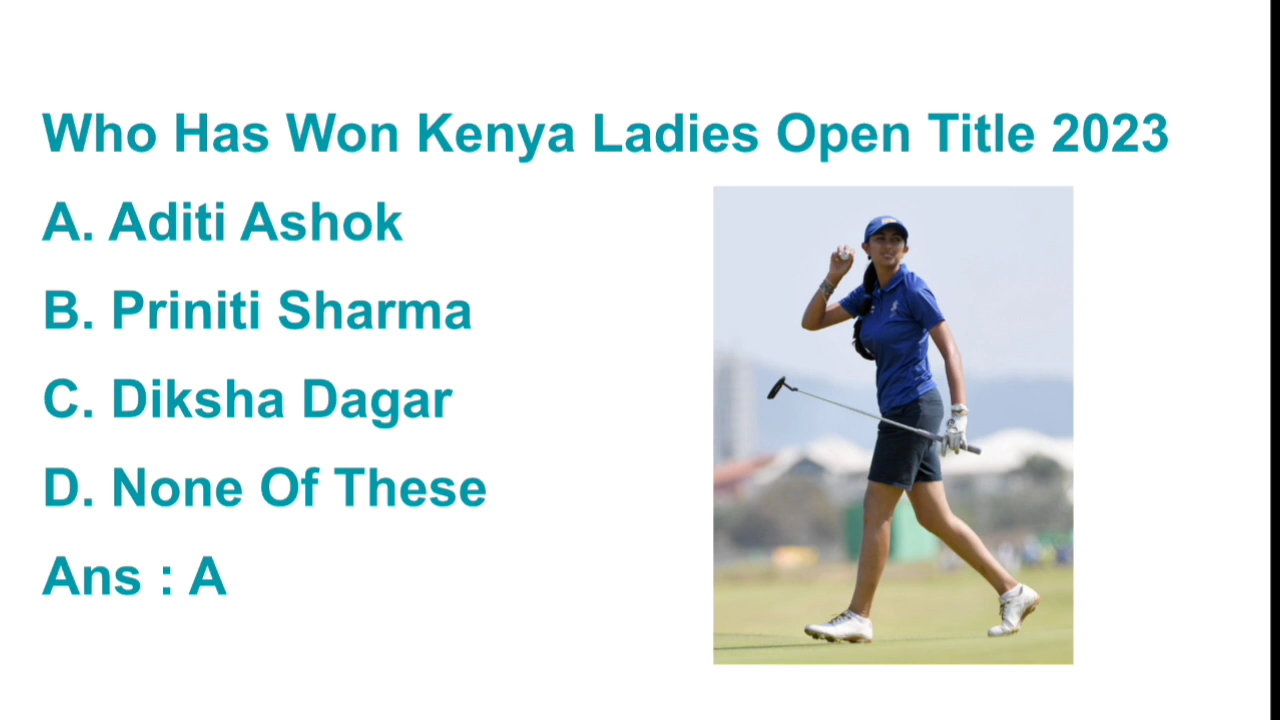 Who Has Won Kenya Ladies Open Title 2023
A. Aditi Ashok
B. Priniti Sharma
C. Diksha Dagar
D. None Of These
Ans : A